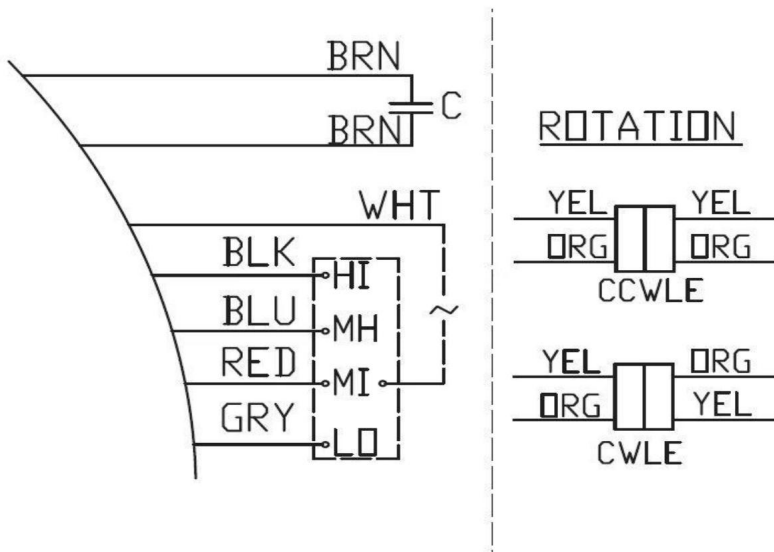 BRN
C
BRN
WHT
BLK
HI
BLU
MH
RED
MI
GRY
LO
ROTATION
YEL YEL
ORG ORG
CCWLE
YEL ORG
ORG YEL
CWLE